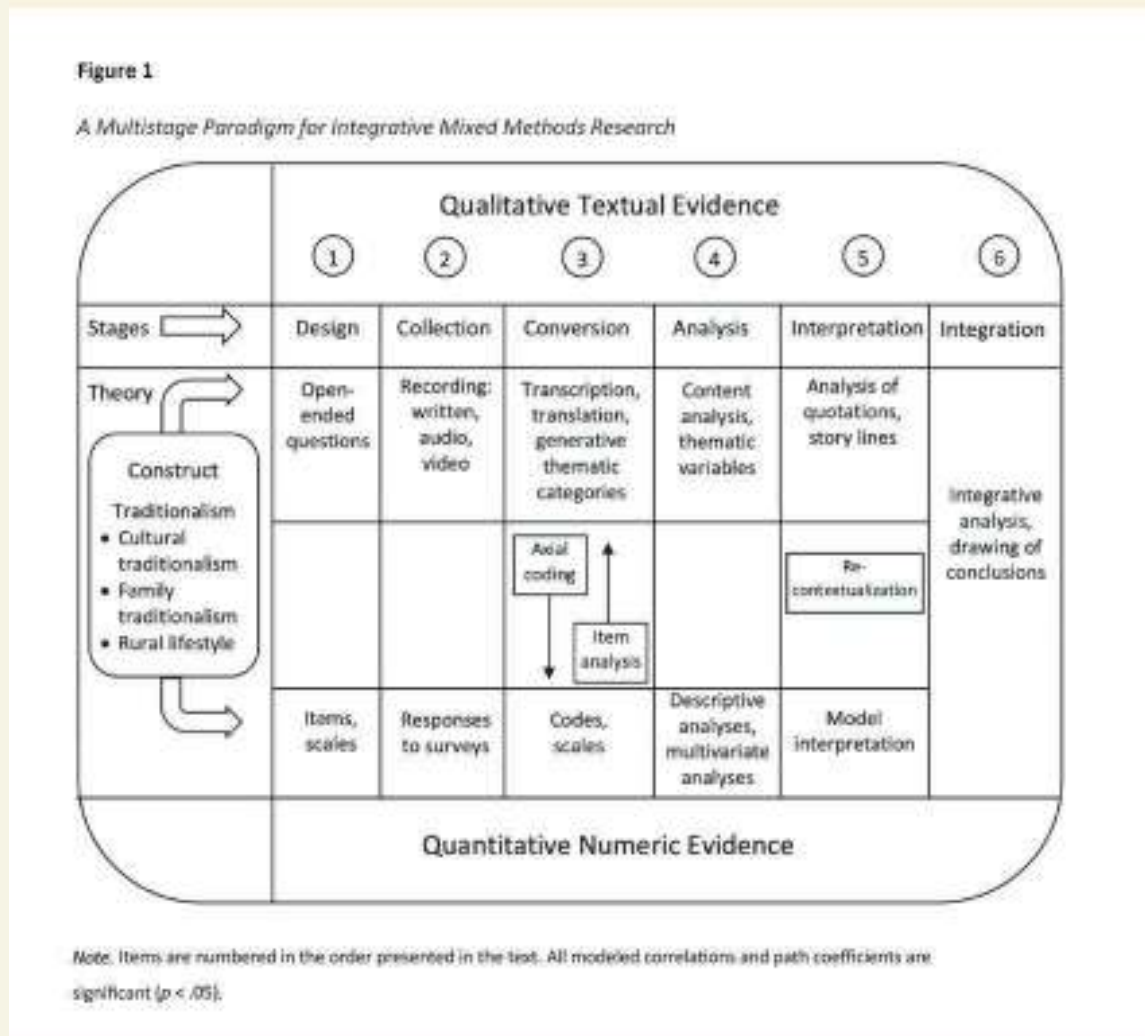 Figure 1
A Multistage Paradigm for Integrative Mixed Methods Research
Qualitative Textual Evidence
1 2 3 4 5 6
Stages Design Collection Conversion Analysis Interpretation Integration
Theory
Construct
Traditionalism
• Cultural
traditionalism
• Family
traditionalism
• Rural lifestyle
Open-
ended
questions
Recording:
written,
audio,
video
Transcription,
translation,
generative
thematic
categories
Content
analysis,
thematic
variables
Analysis of
quotations,
story lines
Axial
coding
Item
analysis
Re-
contextualization
Integrative
analysis,
drawing of
conclusions
Items,
scales
Responses
to surveys
Codes,
scales
Descriptive
analyses,
multivariate
analyses
Model
interpretation
Quantitative Numeric Evidence
Note. Items are numbered in the order presented in the text. All modeled correlations and path coefficients are
significant (p < .05).